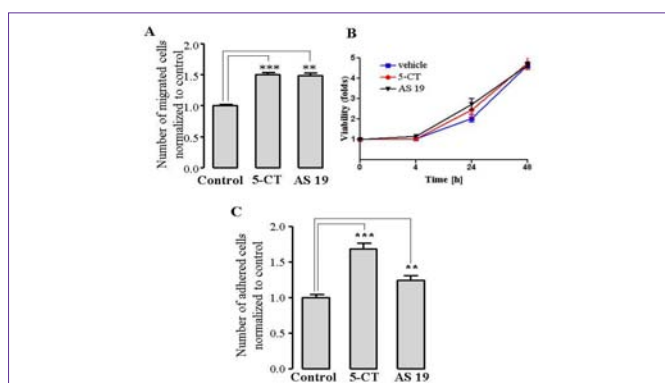 A
Number of migrated cells
normalized to control
2.0
1.5
1.0
0.5
0.0
***
**
Control 5-CT AS 19
B
Viability (folds)
5
4
3
2
1
vehicle
5-CT
AS 19
0 4 24 48
Time [h]
C
Number of adhered cells
normalized to control
2.0
1.5
1.0
0.5
0.0
***
**
Control 5-CT AS 19